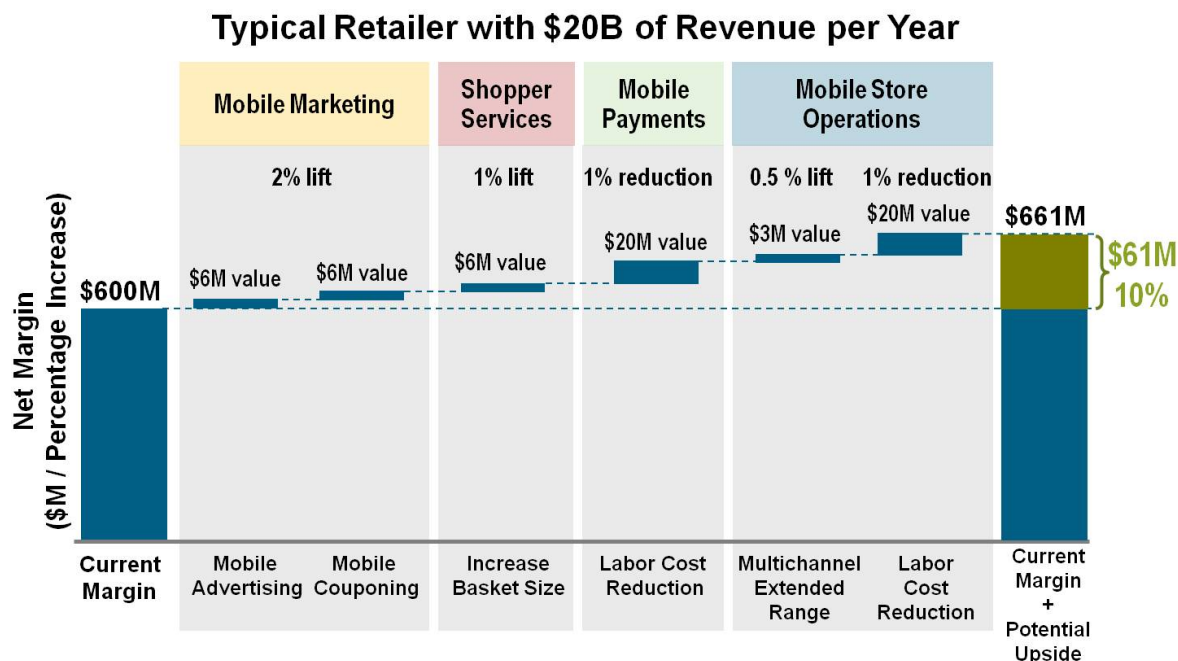 Typical Retailer with $20B of Revenue per Year
Mobile Marketing
Shopper
Services
Mobile
Payments
Mobile Store
Operations
2% lift
1% lift
1% reduction
0.5 % lift
1% reduction
$600M
$6M value
$6M value
$6M value
$20M value
$3M value
$20M value
$661M
$61M
10%
Net Margin
($M / Percentage Increase)
Current
Margin
Mobile
Advertising
Mobile
Couponing
Increase
Basket Size
Labor Cost
Reduction
Multichannel
Extended
Range
Labor
Cost
Reduction
Current
Margin
+
Potential
Upside